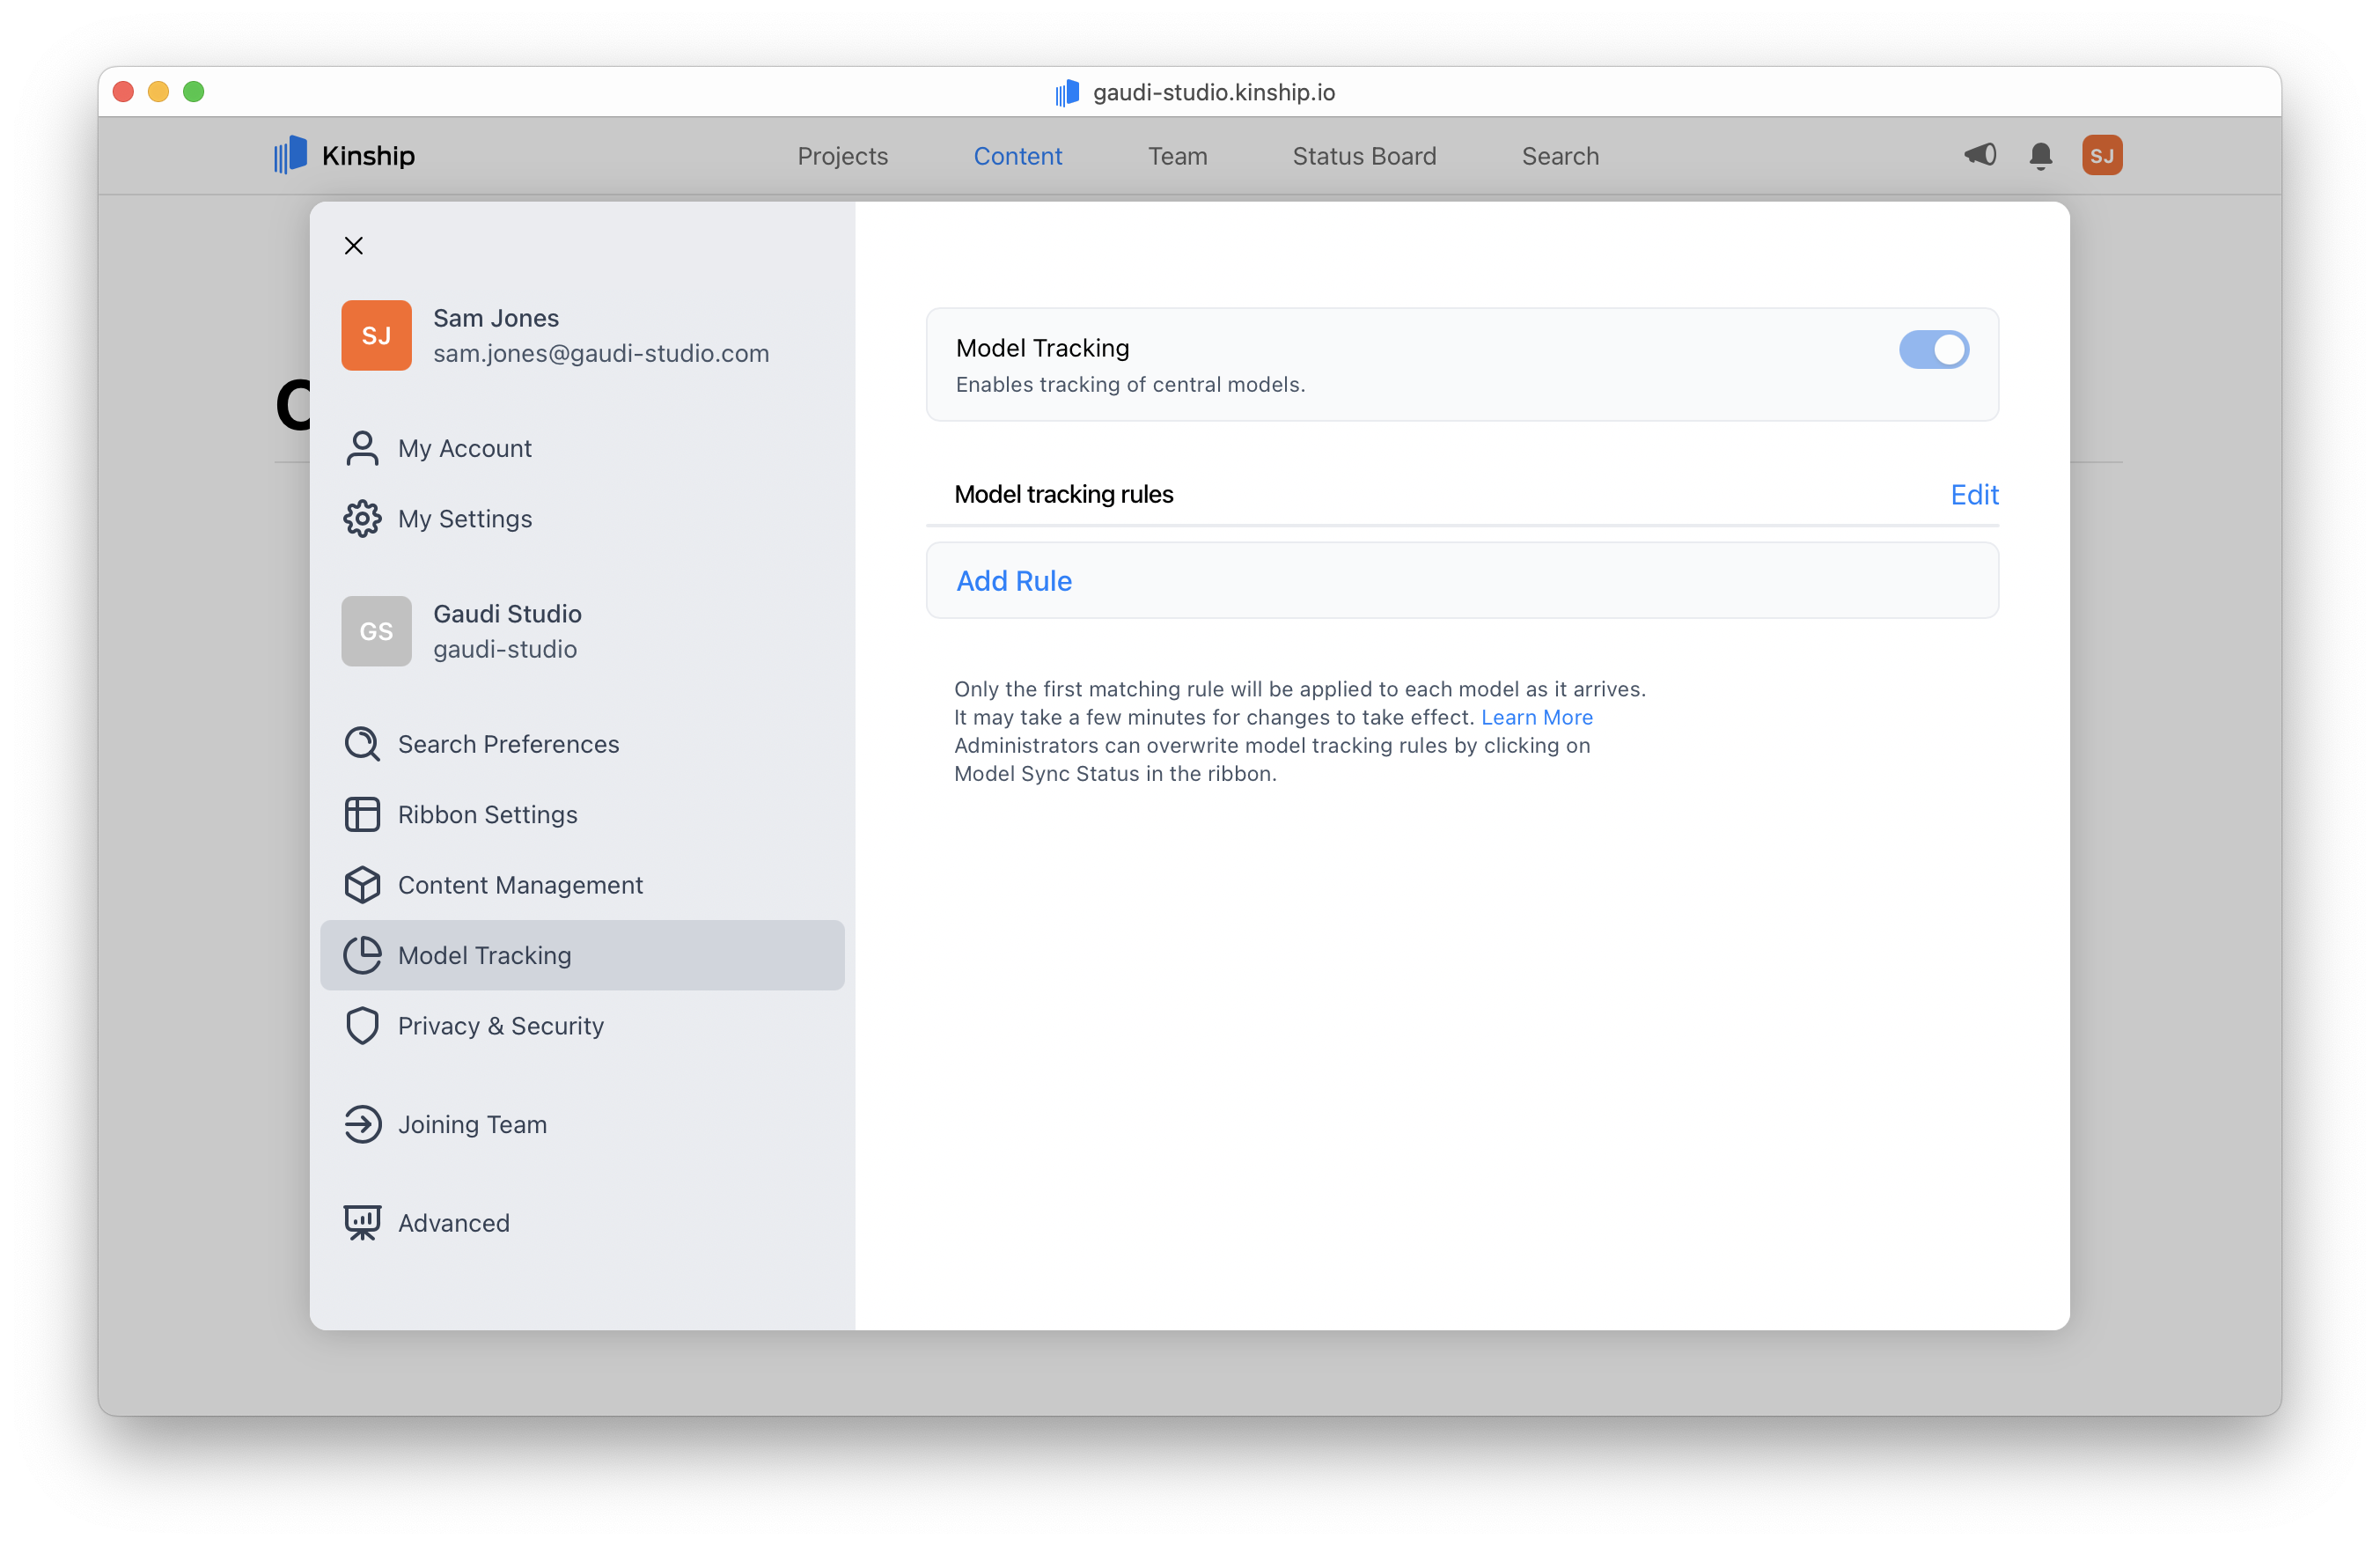 gaudi-studio.kinship.io
Kinship
Projects
Content
Team
Status Board
Search
SJ
SJ
Sam Jones
sam.jones@gaudi-studio.com
My Account
My Settings
GS
Gaudi Studio
gaudi-studio
Search Preferences
Ribbon Settings
Content Management
Model Tracking
Privacy & Security
Joining Team
Advanced
Model Tracking
Enables tracking of central models.
Model tracking rules
Edit
Add Rule
Only the first matching rule will be applied to each model as it arrives.
It may take a few minutes for changes to take effect. Learn More
Administrators can overwrite model tracking rules by clicking on
Model Sync Status in the ribbon.